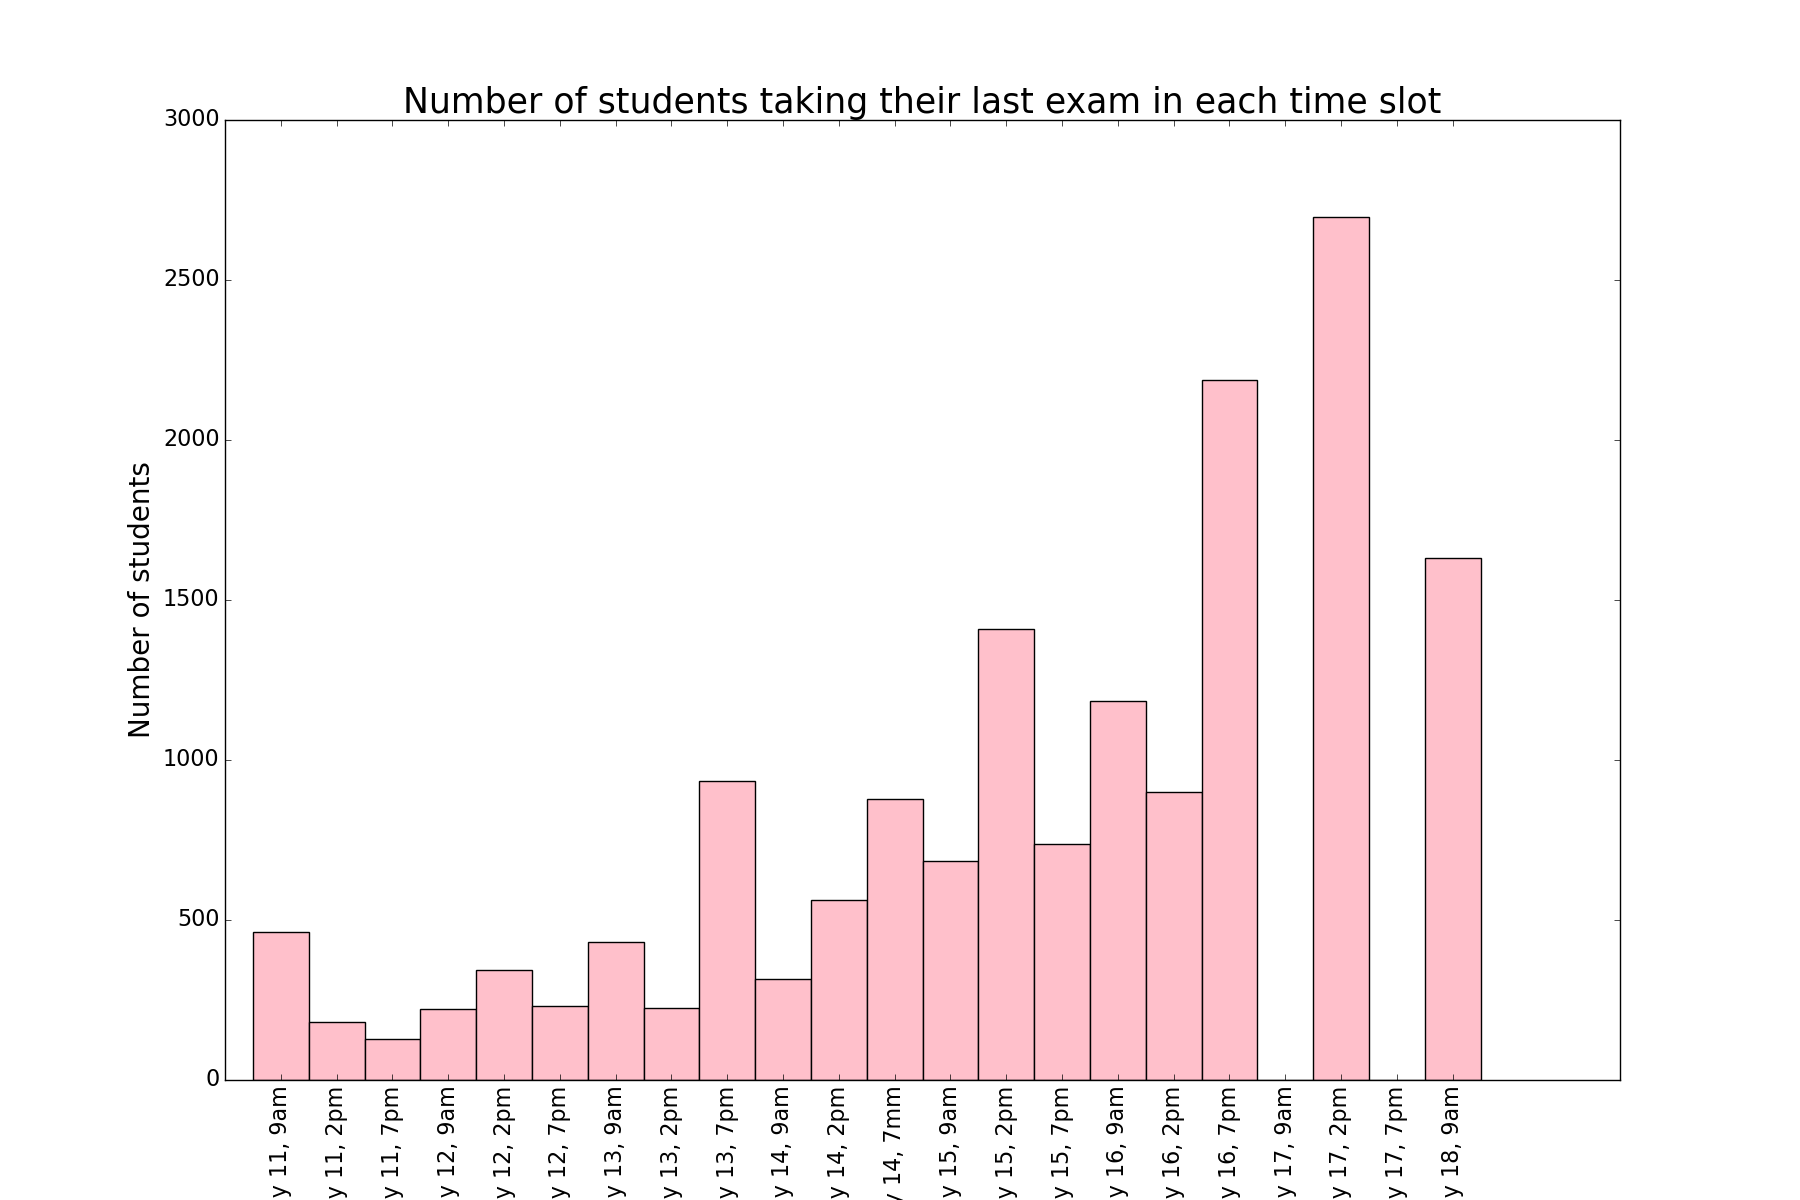 Number of students taking their last exam in each time slot
Number of students
3000
2500
2000
1500
1000
500
0
y 11, 9am
y 11, 2pm
y 11, 7pm
y 12, 9am
y 12, 2pm
y 12, 7pm
y 13, 9am
y 13, 2pm
y 13, 7pm
y 14, 9am
y 14, 2pm
y 14, 7mm
y 15, 9am
y 15, 2pm
y 15, 7pm
y 16, 9am
y 16, 2pm
y 16, 7pm
y 17, 9am
y 17, 2pm
y 17, 7pm
y 18, 9am